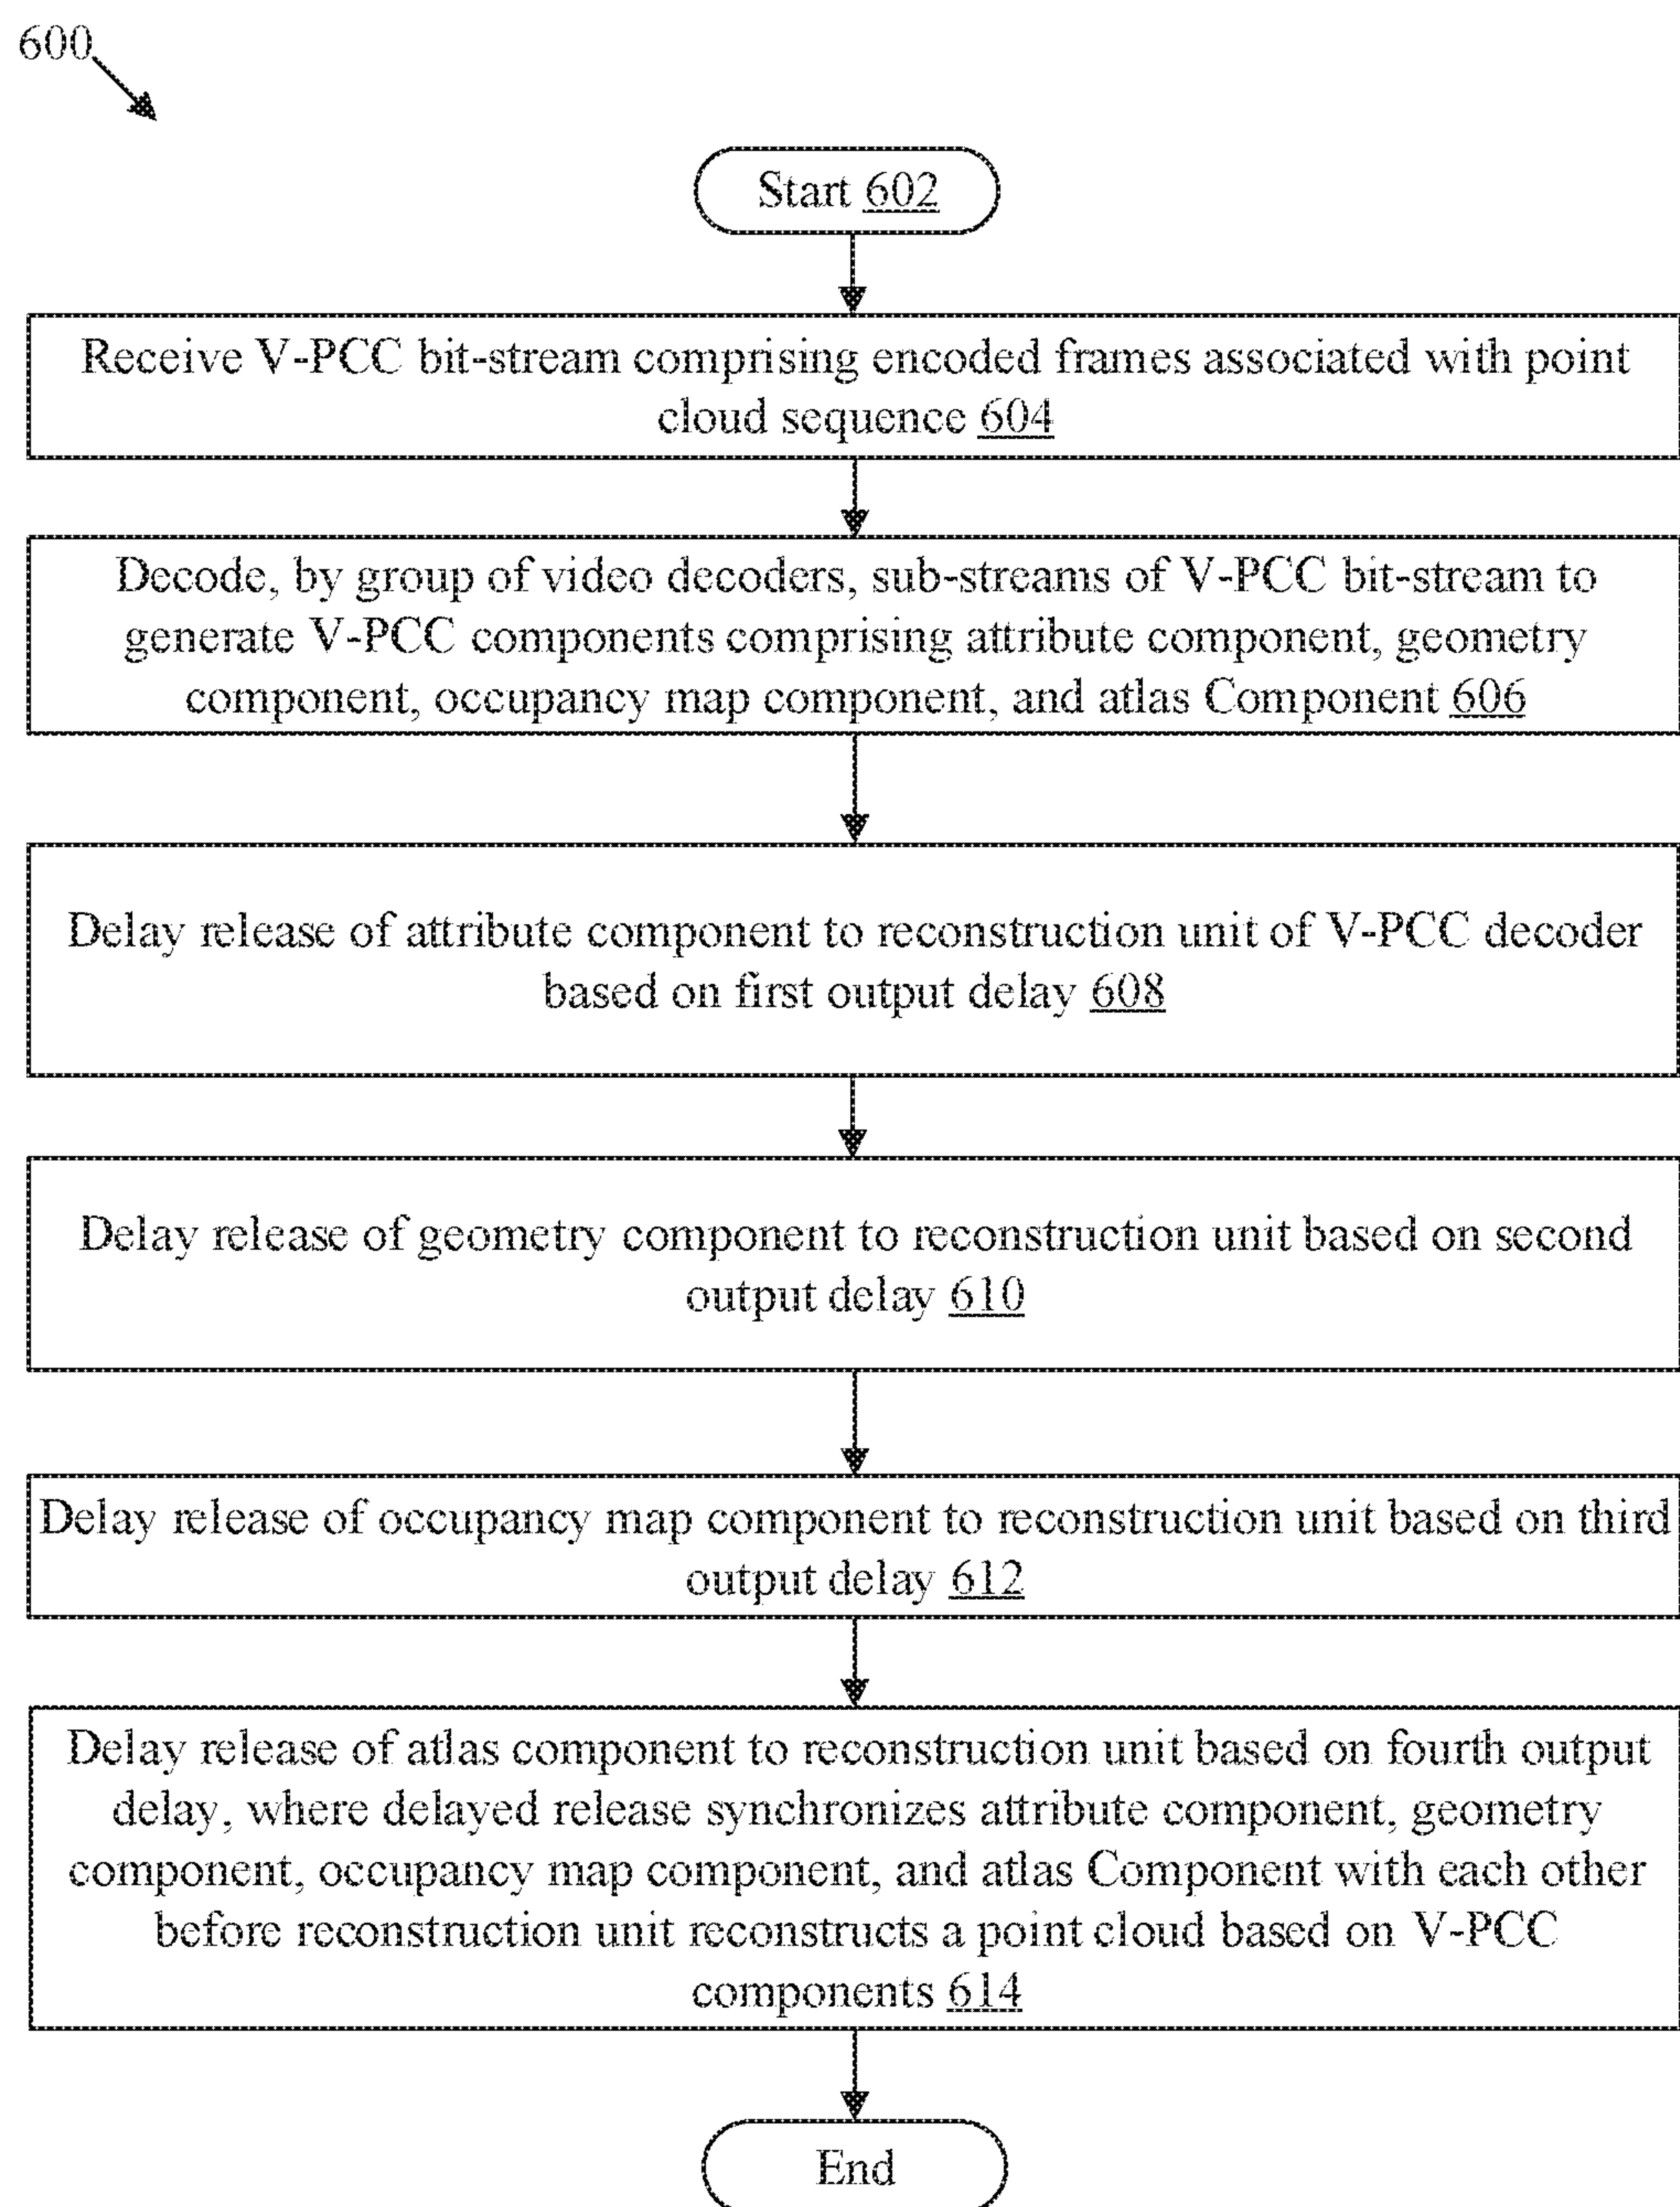 600
Start 602
Receive V-PCC bit-stream comprising encoded frames associated with point
cloud sequence 604
Decode, by group of video decoders, sub-streams of V-PCC bit-stream to
generate V-PCC components comprising attribute component, geometry
component, occupancy map component, and atlas Component 606
Delay release of attribute component to reconstruction unit of V-PCC decoder
based on first output delay 608
Delay release of geometry component to reconstruction unit based on second
output delay 610
Delay release of occupancy map component to reconstruction unit based on third
output delay 612
Delay release of atlas component to reconstruction unit based on fourth output
delay, where delayed release synchronizes attribute component, geometry
component, occupancy map component, and atlas Component with each other
before reconstruction unit reconstructs a point cloud based on V-PCC
components 614
End